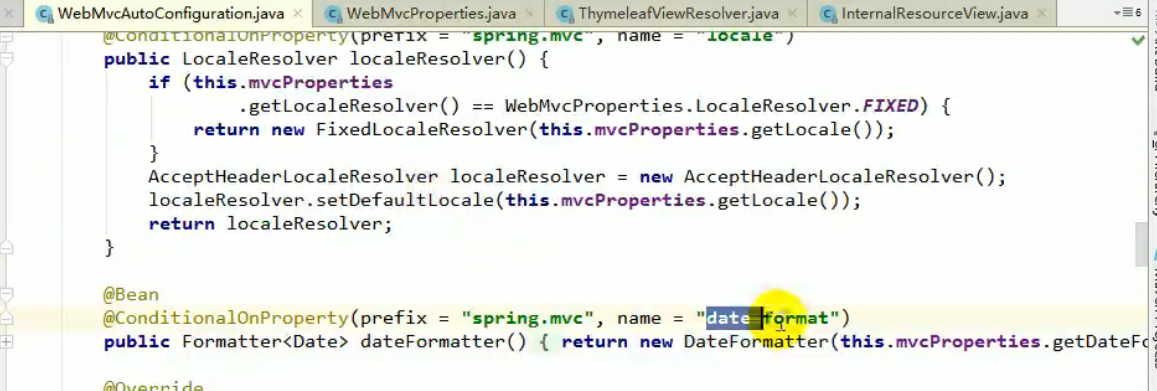 WebMvcAutoConfiguration.java WebMvcProperties.java ThymeleafViewResolver.java InternalResourceView.java 6
@ConditionalOnProperty(prefix = "spring.mvc", name = "locale")
public LocaleResolver localeResolver() {
if (this.mvcProperties
.getLocaleResolver() == WebMvcProperties.LocaleResolver.FIXED) {
return new FixedLocaleResolver(this.mvcProperties.getLocale());
}
AcceptHeaderLocaleResolver localeResolver = new AcceptHeaderLocaleResolver();
localeResolver.setDefaultLocale(this.mvcProperties.getLocale());
return localeResolver;
}
@Bean
@ConditionalOnProperty(prefix = "spring.mvc", name = "date-format")
public Formatter<Date> dateFormatter() { return new DateFormatter(this.mvcProperties.getDateFo
@Override